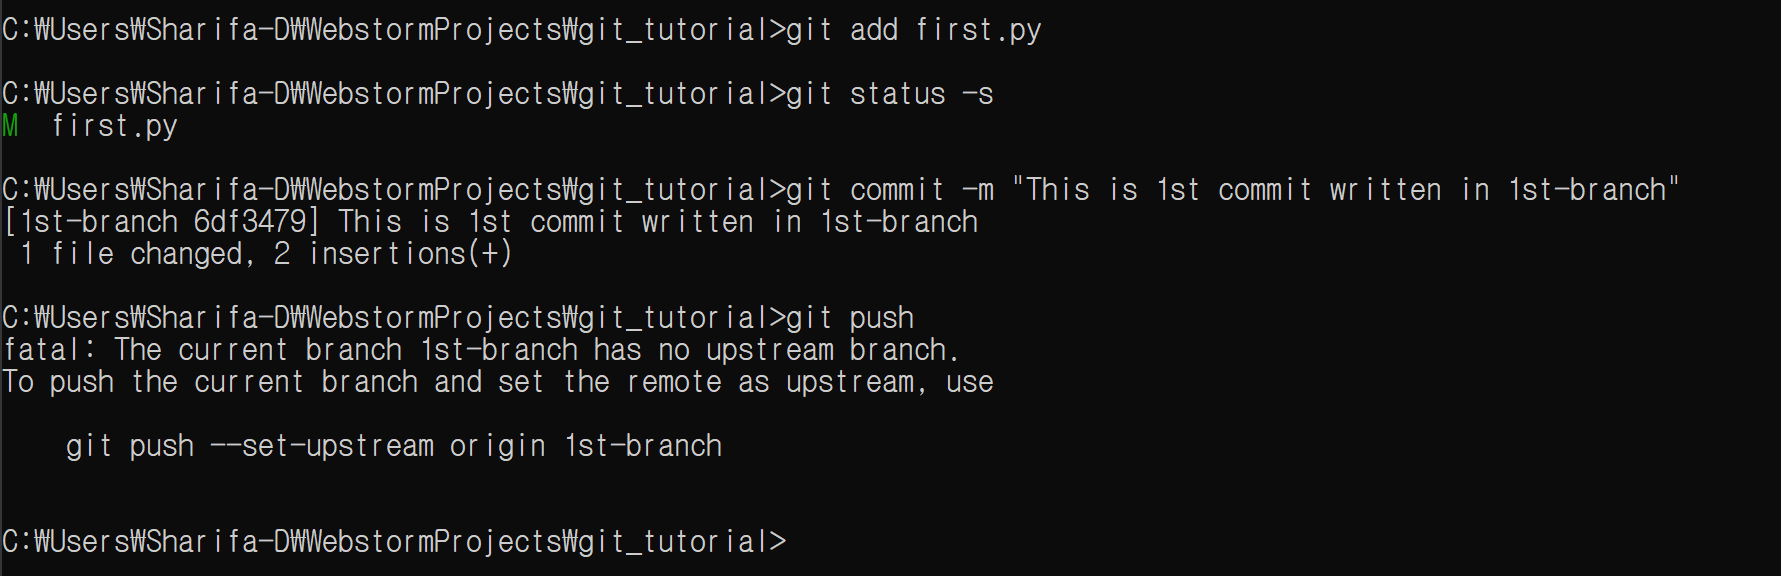 C:₩Users₩Sharifa-D₩WebstormProjects₩git_tutorial>git add first.py
C:₩Users₩Sharifa-D₩WebstormProjects₩git_tutorial>git status -s
M  first.py
C:₩Users₩Sharifa-D₩WebstormProjects₩git_tutorial>git commit -m "This is 1st commit written in 1st-branch"
[1st-branch 6df3479] This is 1st commit written in 1st-branch
 1 file changed, 2 insertions(+)
C:₩Users₩Sharifa-D₩WebstormProjects₩git_tutorial>git push
fatal: The current branch 1st-branch has no upstream branch.
To push the current branch and set the remote as upstream, use
    git push --set-upstream origin 1st-branch
C:₩Users₩Sharifa-D₩WebstormProjects₩git_tutorial>